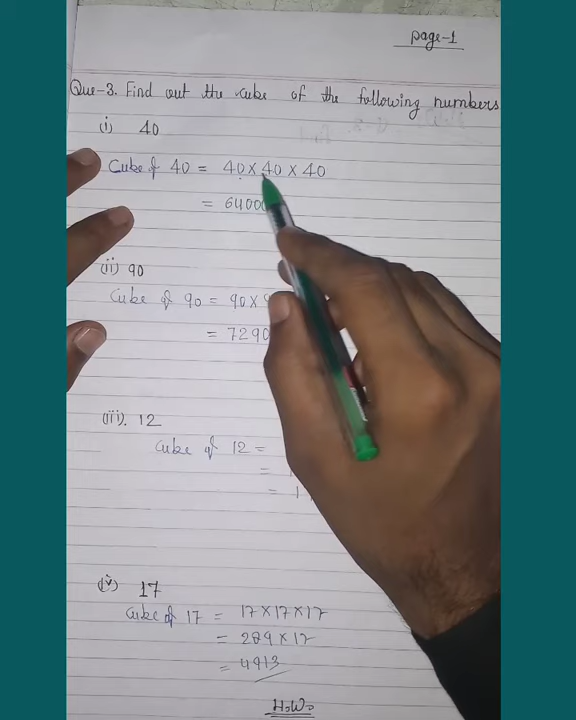 page-1
Que-3. Find out the cube of the following numbers
(i) 40
Cube of 40 = 40 × 40 × 40
= 64000
(ii) 90
Cube of 90 = 90 ×
= 7290
(iii). 12
Cube of 12 =
=
= 1
(iv) 17
Cube of 17 = 17 × 17 × 17
= 289 × 17
= 4913
H.W.